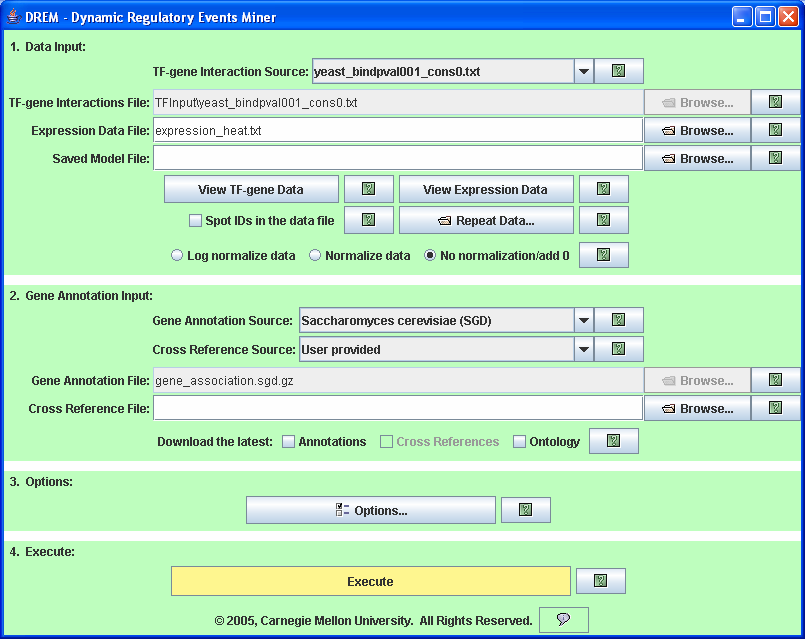 DREM - Dynamic Regulatory Events Miner
1. Data Input:
TF-gene Interaction Source: yeast_bindpval001_cons0.txt
TF-gene Interactions File: TFInput\yeast_bindpval001_cons0.txt Browse...
Expression Data File: expression_heat.txt Browse...
Saved Model File: Browse...
View TF-gene Data View Expression Data
Spot IDs in the data file Repeat Data...
Log normalize data Normalize data No normalization/add 0
2. Gene Annotation Input:
Gene Annotation Source: Saccharomyces cerevisiae (SGD)
Cross Reference Source: User provided
Gene Annotation File: gene_association.sgd.gz Browse...
Cross Reference File: Browse...
Download the latest: Annotations Cross References Ontology
3. Options:
Options...
4. Execute:
Execute
© 2005, Carnegie Mellon University. All Rights Reserved.